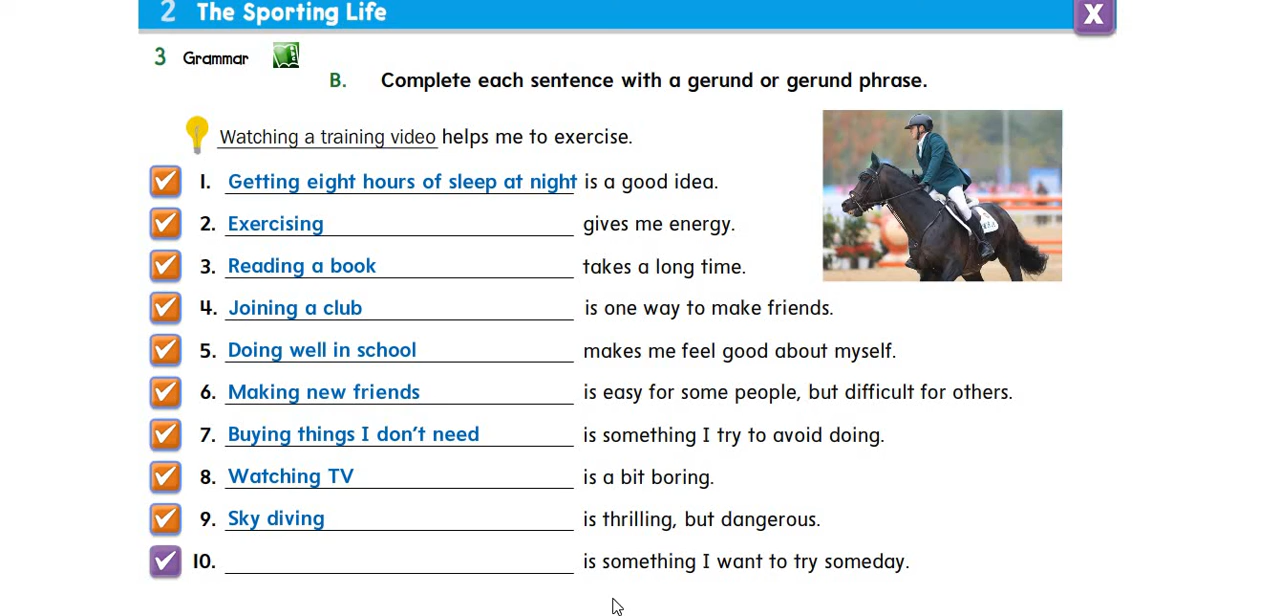 2 The Sporting Life X
3 Grammar
B. Complete each sentence with a gerund or gerund phrase.
Watching a training video helps me to exercise.
1. Getting eight hours of sleep at night is a good idea.
2. Exercising gives me energy.
3. Reading a book takes a long time.
4. Joining a club is one way to make friends.
5. Doing well in school makes me feel good about myself.
6. Making new friends is easy for some people, but difficult for others.
7. Buying things I don't need is something I try to avoid doing.
8. Watching TV is a bit boring.
9. Sky diving is thrilling, but dangerous.
10. ______________________________ is something I want to try someday.